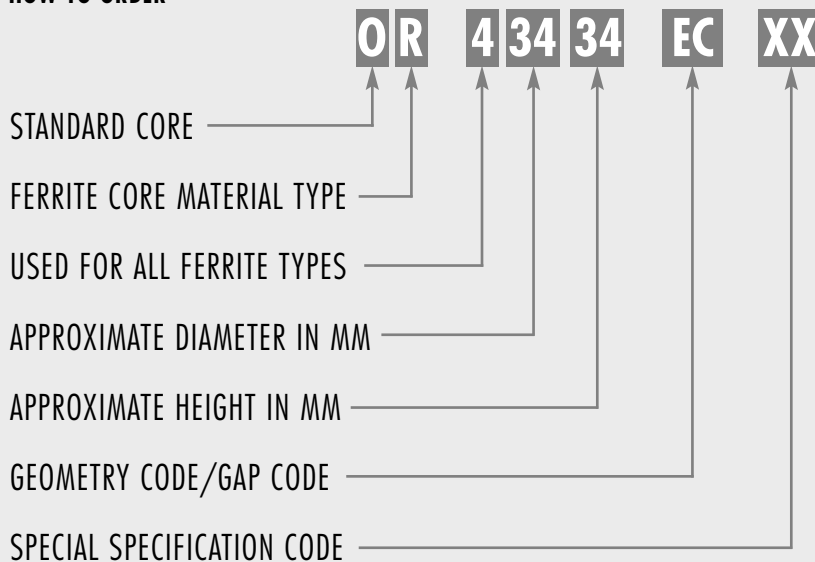 HOW TO ORDER
O R 4 34 34 EC XX
STANDARD CORE
FERRITE CORE MATERIAL TYPE
USED FOR ALL FERRITE TYPES
APPROXIMATE DIAMETER IN MM
APPROXIMATE HEIGHT IN MM
GEOMETRY CODE/GAP CODE
SPECIAL SPECIFICATION CODE